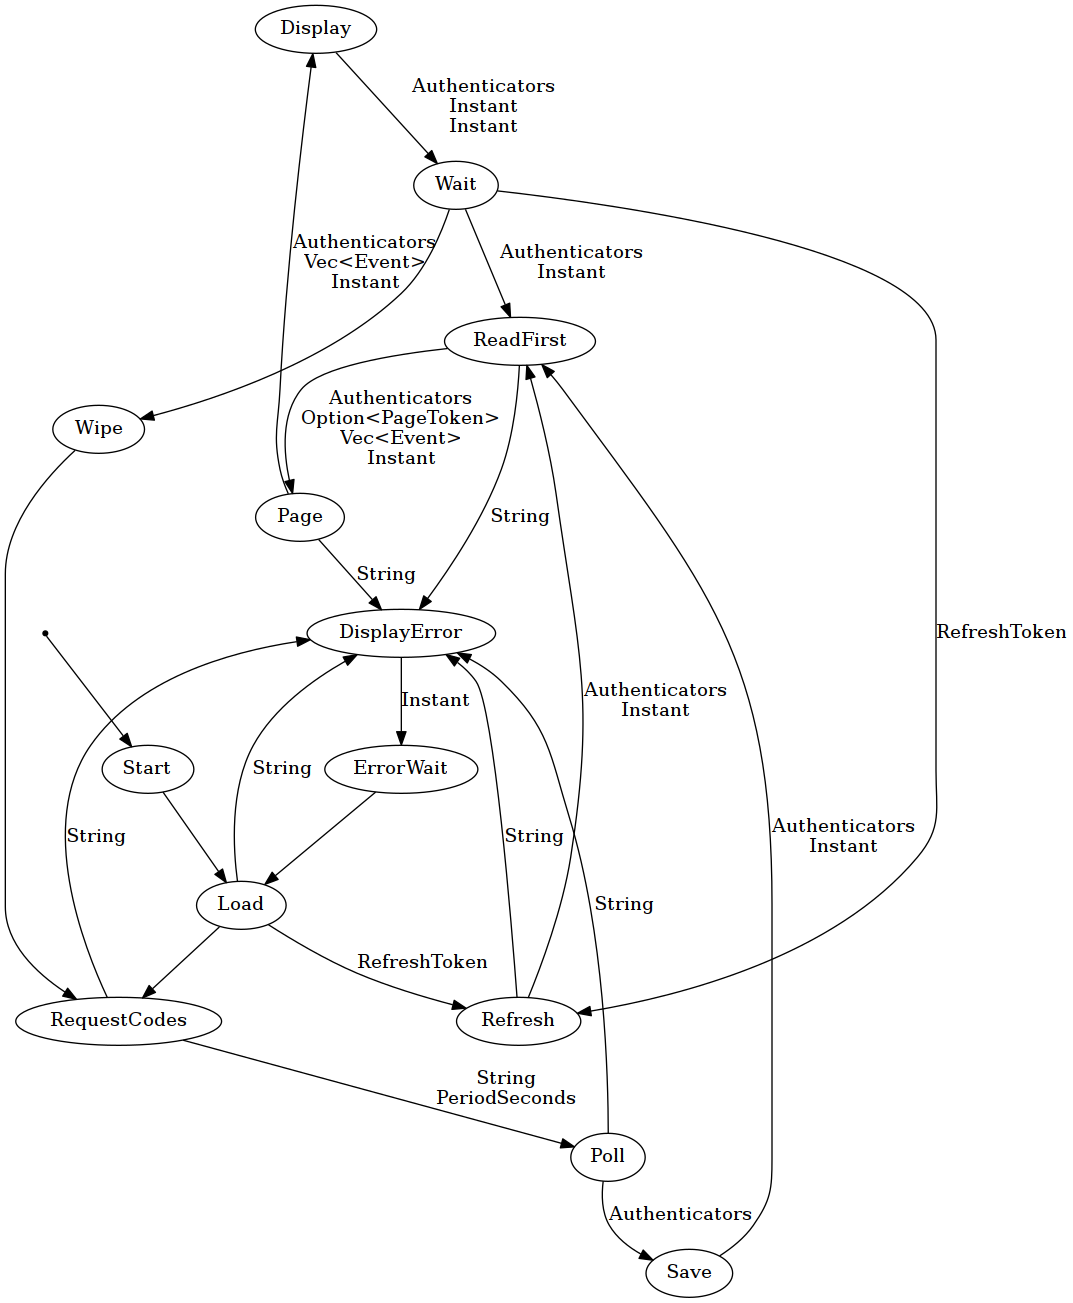 Display
Authenticators
Instant
Instant
Wait
Authenticators
Vec<Event>
Instant
Authenticators
Instant
ReadFirst
Authenticators
Option<PageToken>
Vec<Event>
Instant
Wipe
Page
String
String
DisplayError
RefreshToken
Instant
Authenticators
Instant
Start
String
ErrorWait
String
String
Authenticators
Instant
Load
String
RefreshToken
RequestCodes
Refresh
String
PeriodSeconds
Poll
Authenticators
Save